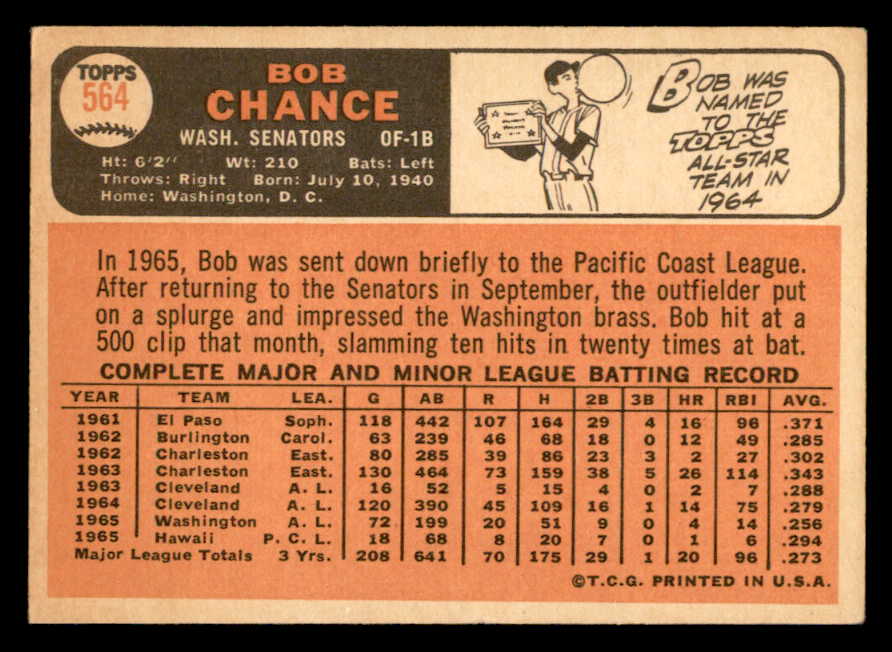 TOPPS
564
BOB
CHANCE
WASH. SENATORS OF-1B
Ht: 6'2" Wt: 210 Bats: Left
Throws: Right Born: July 10, 1940
Home: Washington, D. C.
BOB WAS
NAMED
TO THE
TOPPS
ALL-STAR
TEAM IN
1964
In 1965, Bob was sent down briefly to the Pacific Coast League.
After returning to the Senators in September, the outfielder put
on a splurge and impressed the Washington brass. Bob hit at a
500 clip that month, slamming ten hits in twenty times at bat.
COMPLETE MAJOR AND MINOR LEAGUE BATTING RECORD
YEAR TEAM LEA. G AB R H 2B 3B HR RBI AVG.
1961 El Paso Soph. 118 442 107 164 29 4 16 96 .371
1962 Burlington Carol. 63 239 46 68 18 0 12 49 .285
1962 Charleston East. 80 285 39 86 23 3 2 27 .302
1963 Charleston East. 130 464 73 159 38 5 26 114 .343
1963 Cleveland A. L. 16 52 5 15 4 0 2 7 .288
1964 Cleveland A. L. 120 390 45 109 16 1 14 75 .279
1965 Washington A. L. 72 199 20 51 9 0 4 14 .256
1965 Hawaii P. C. L. 18 68 8 20 7 0 1 6 .294
Major League Totals 3 Yrs. 208 641 70 175 29 1 20 96 .273
©T.C.G. PRINTED IN U.S.A.